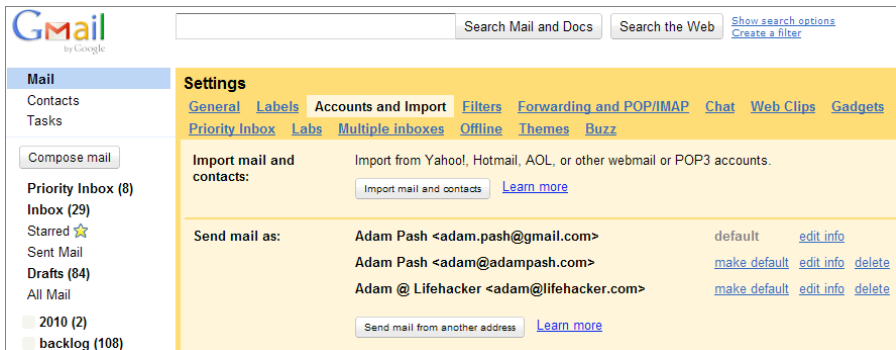 Gmail
by Google
Search Mail and Docs
Search the Web
Show search options
Create a filter
Mail
Contacts
Tasks
Compose mail
Priority Inbox (8)
Inbox (29)
Starred
Sent Mail
Drafts (84)
All Mail
2010 (2)
backlog (108)
Settings
General Labels Accounts and Import Filters Forwarding and POP/IMAP Chat Web Clips Gadgets
Priority Inbox Labs Multiple inboxes Offline Themes Buzz
Import mail and
contacts:
Import from Yahoo!, Hotmail, AOL, or other webmail or POP3 accounts.
Import mail and contacts Learn more
Send mail as:
Adam Pash <adam.pash@gmail.com> default edit info
Adam Pash <adam@adampash.com> make default edit info delete
Adam @ Lifehacker <adam@lifehacker.com> make default edit info delete
Send mail from another address Learn more